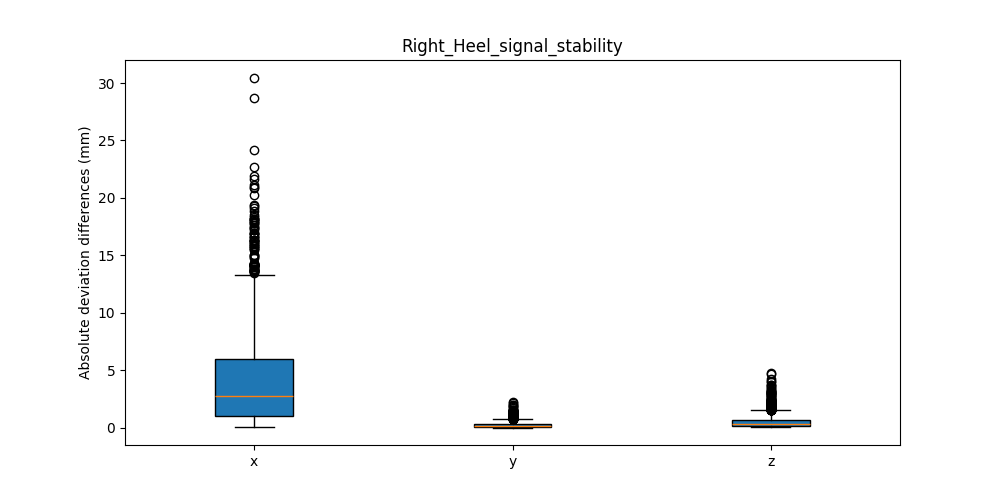 Right_Heel_signal_stability
Absolute deviation differences (mm)
30
25
20
15
10
5
0
x y z